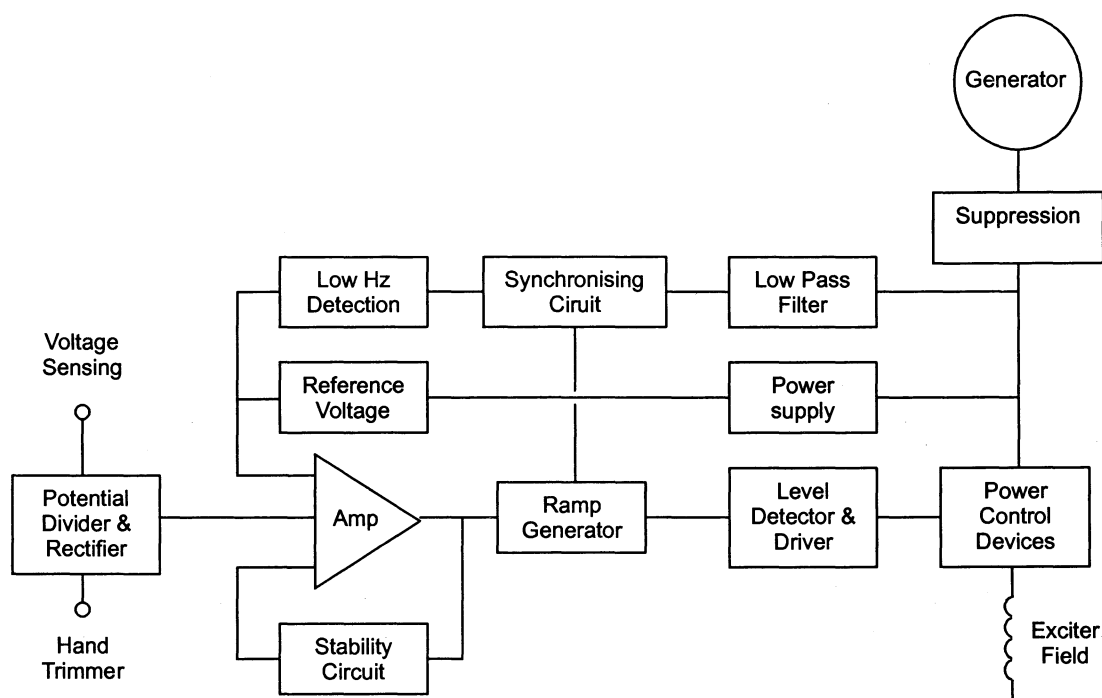 Generator
Suppression
Low Hz
Detection
Synchronising
Ciruit
Low Pass
Filter
Voltage
Sensing
Reference
Voltage
Power
supply
Potential
Divider &
Rectifier
Amp
Ramp
Generator
Level
Detector &
Driver
Power
Control
Devices
Hand
Trimmer
Stability
Circuit
Exciter
Field